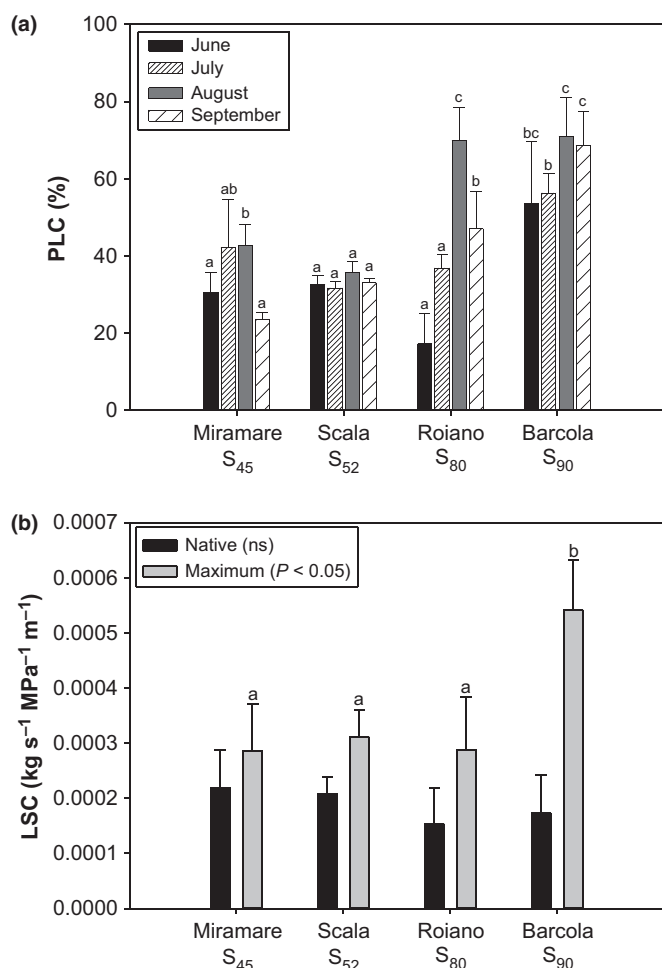 (a)
100
80
60
40
20
0
PLC (%)
June
July
August
September
a
ab
b
a
a
a
a
a
a
a
c
b
bc
b
c
c
Miramare
S45
Scala
S52
Roiano
S80
Barcola
S90
(b)
0.0007
0.0006
0.0005
0.0004
0.0003
0.0002
0.0001
0.0000
LSC (kg s⁻¹ MPa⁻¹ m⁻¹)
Native (ns)
Maximum (P < 0.05)
a
a
a
b
Miramare
S45
Scala
S52
Roiano
S80
Barcola
S90